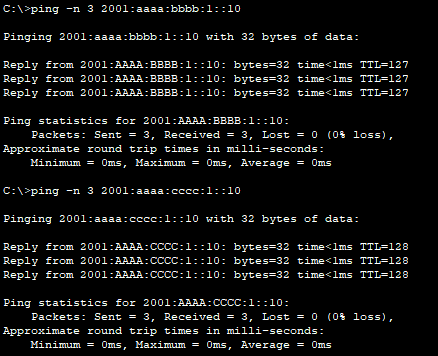 C:\>ping -n 3 2001:aaaa:bbbb:1::10
Pinging 2001:aaaa:bbbb:1::10 with 32 bytes of data:
Reply from 2001:AAAA:BBBB:1::10: bytes=32 time<1ms TTL=127
Reply from 2001:AAAA:BBBB:1::10: bytes=32 time<1ms TTL=127
Reply from 2001:AAAA:BBBB:1::10: bytes=32 time<1ms TTL=127
Ping statistics for 2001:AAAA:BBBB:1::10:
Packets: Sent = 3, Received = 3, Lost = 0 (0% loss),
Approximate round trip times in milli-seconds:
Minimum = 0ms, Maximum = 0ms, Average = 0ms
C:\>ping -n 3 2001:aaaa:cccc:1::10
Pinging 2001:aaaa:cccc:1::10 with 32 bytes of data:
Reply from 2001:AAAA:CCCC:1::10: bytes=32 time<1ms TTL=128
Reply from 2001:AAAA:CCCC:1::10: bytes=32 time<1ms TTL=128
Reply from 2001:AAAA:CCCC:1::10: bytes=32 time<1ms TTL=128
Ping statistics for 2001:AAAA:CCCC:1::10:
Packets: Sent = 3, Received = 3, Lost = 0 (0% loss),
Approximate round trip times in milli-seconds:
Minimum = 0ms, Maximum = 0ms, Average = 0ms